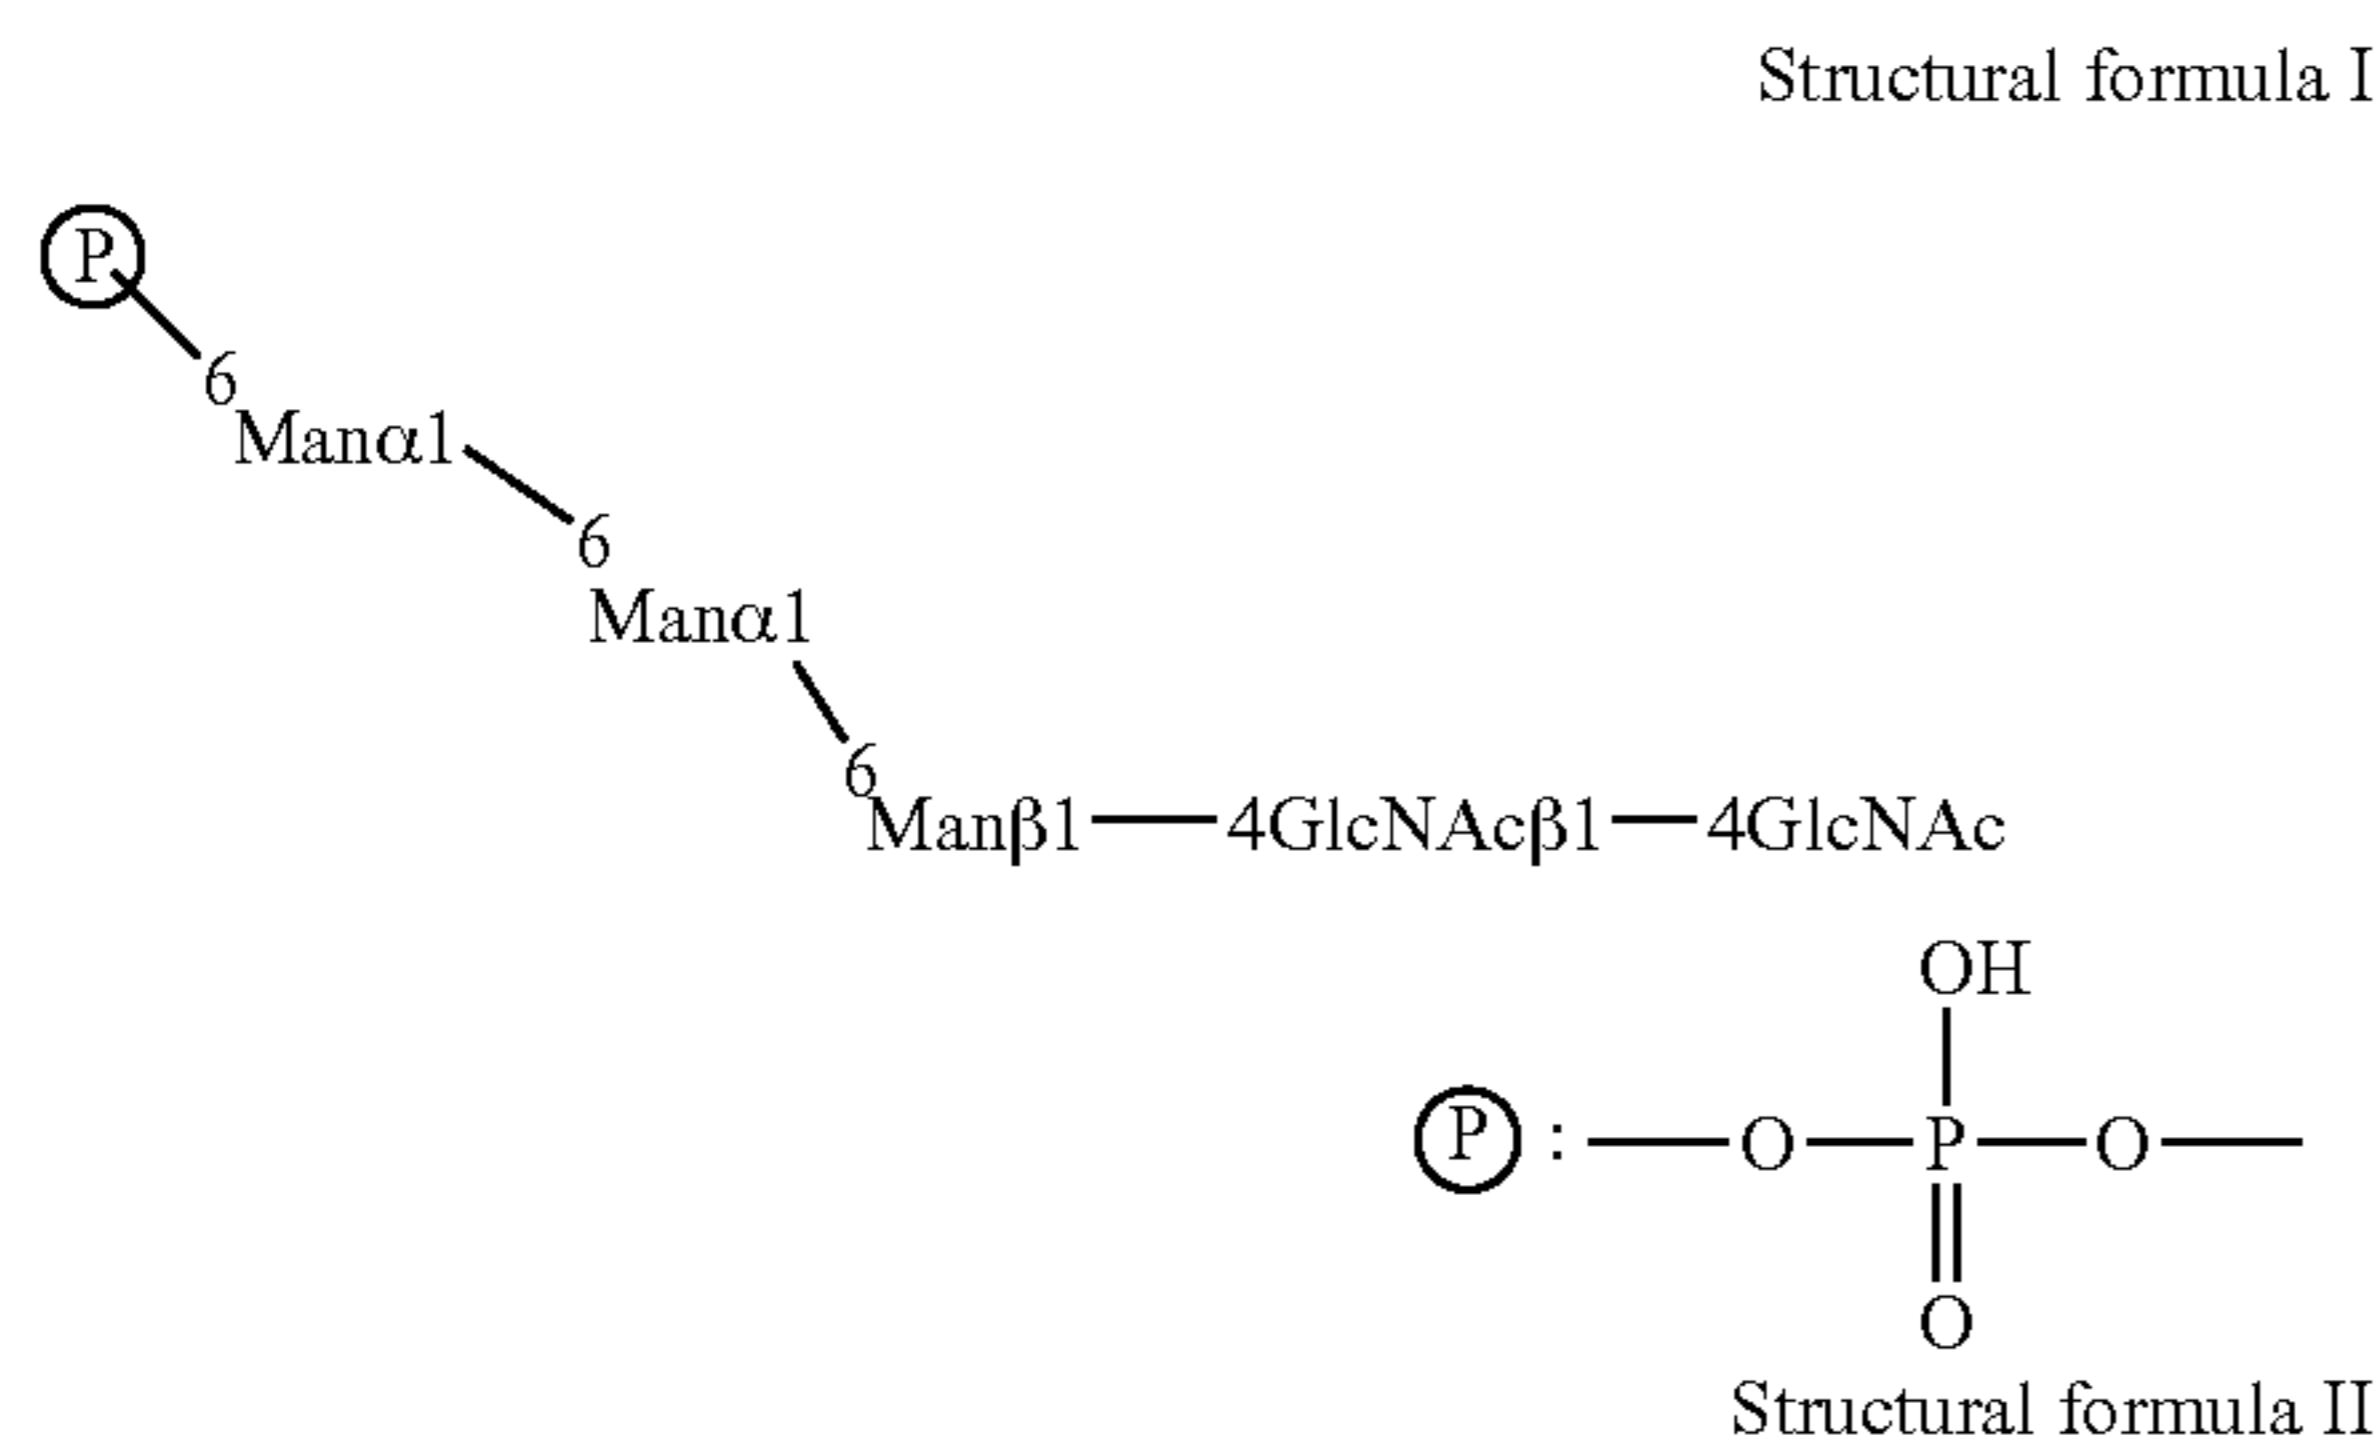 Structural formula I
P
6
Manα1
6
Manα1
6
Manβ1 4GlcNAcβ1 4GlcNAc
OH
P : O P O
O
Structural formula II